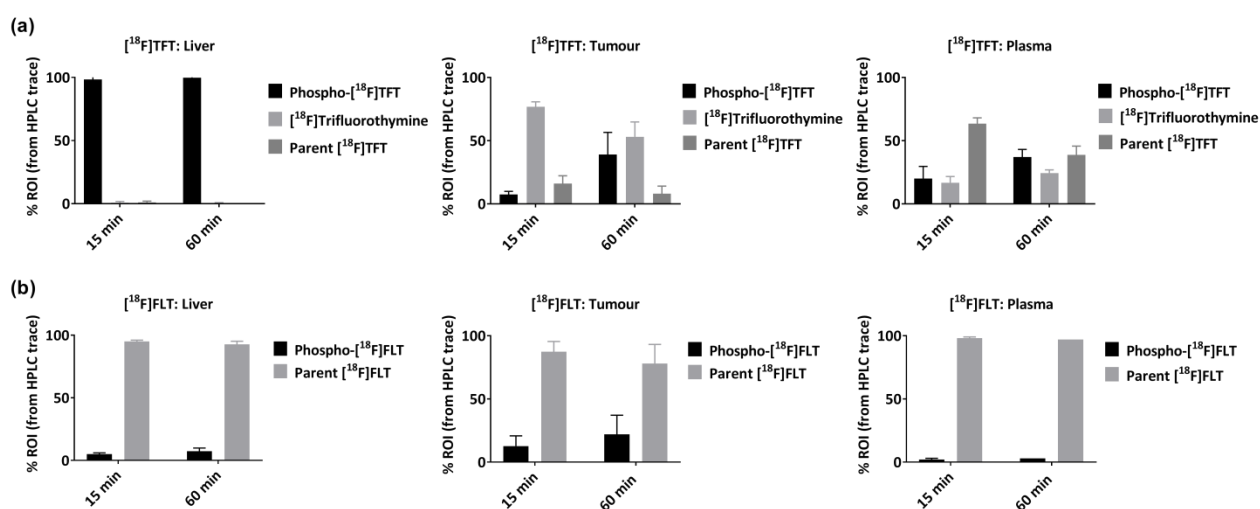 (a)
[¹⁸F]TFT: Liver
% ROI (from HPLC trace)
100
50
0
15 min
60 min
Phospho-[¹⁸F]TFT
[¹⁸F]Trifluorothymine
Parent [¹⁸F]TFT
[¹⁸F]TFT: Tumour
% ROI (from HPLC trace)
100
50
0
15 min
60 min
Phospho-[¹⁸F]TFT
[¹⁸F]Trifluorothymine
Parent [¹⁸F]TFT
[¹⁸F]TFT: Plasma
% ROI (from HPLC trace)
100
50
0
15 min
60 min
Phospho-[¹⁸F]TFT
[¹⁸F]Trifluorothymine
Parent [¹⁸F]TFT
(b)
[¹⁸F]FLT: Liver
% ROI (from HPLC trace)
100
50
0
15 min
60 min
Phospho-[¹⁸F]FLT
Parent [¹⁸F]FLT
[¹⁸F]FLT: Tumour
% ROI (from HPLC trace)
100
50
0
15 min
60 min
Phospho-[¹⁸F]FLT
Parent [¹⁸F]FLT
[¹⁸F]FLT: Plasma
% ROI (from HPLC trace)
100
50
0
15 min
60 min
Phospho-[¹⁸F]FLT
Parent [¹⁸F]FLT